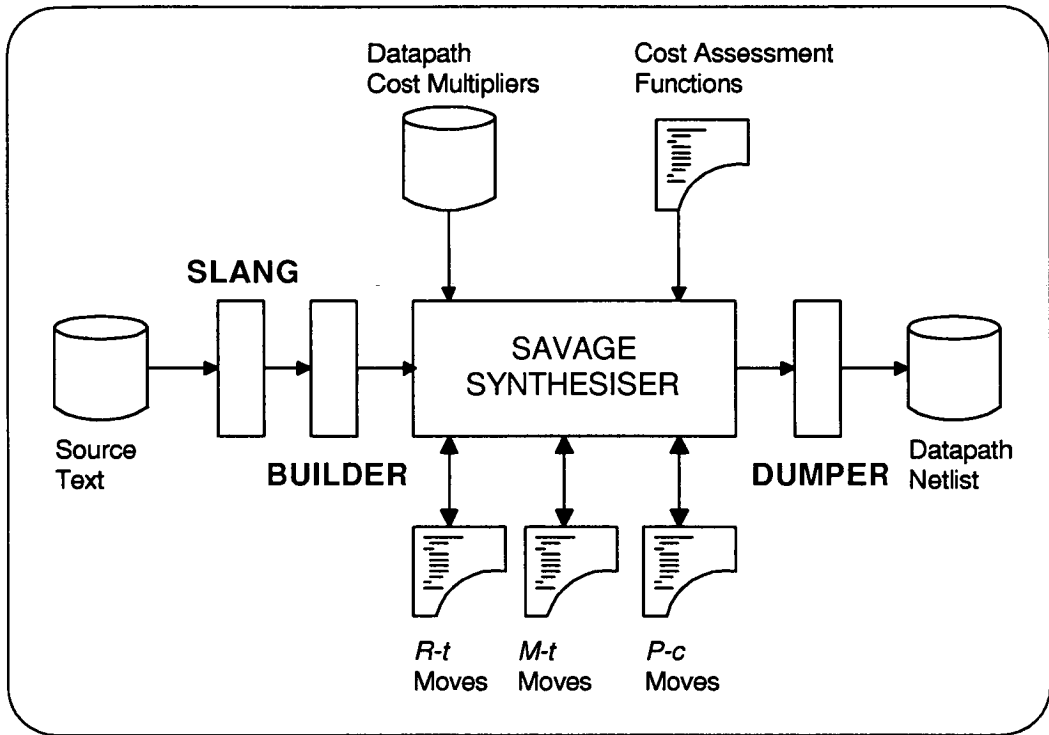 Datapath
Cost Multipliers
Cost Assessment
Functions
SLANG
SAVAGE
SYNTHESISER
Source
Text
BUILDER
DUMPER
Datapath
Netlist
R-t
Moves
M-t
Moves
P-c
Moves